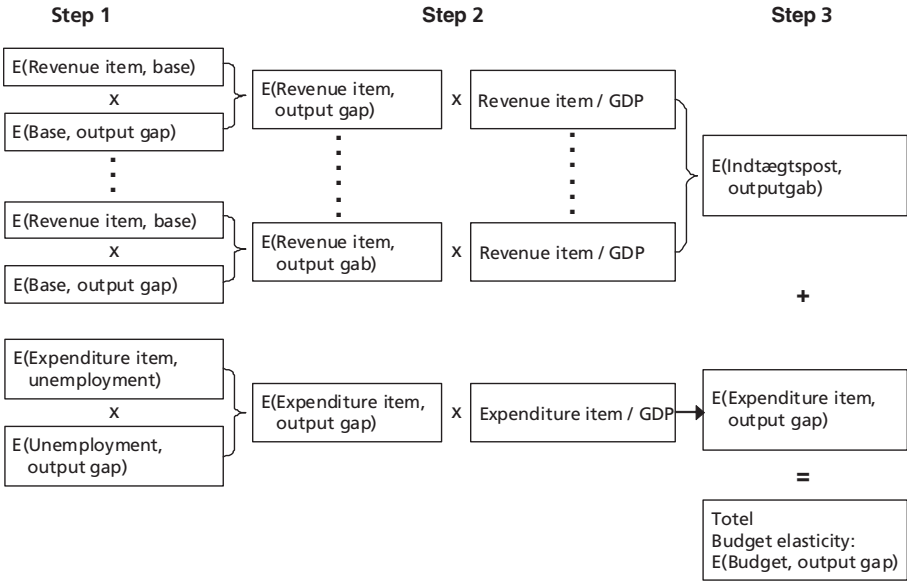 Step 1
Step 2
Step 3
E(Revenue item, base)
x
E(Base, output gap)
E(Revenue item,
output gap)
x
Revenue item / GDP
E(Indtægtspost,
outputgab)
E(Revenue item, base)
x
E(Base, output gap)
E(Revenue item,
output gab)
x
Revenue item / GDP
+
E(Expenditure item,
unemployment)
x
E(Unemployment,
output gap)
E(Expenditure item,
output gap)
x
Expenditure item / GDP
E(Expenditure item,
output gap)
=
Totel
Budget elasticity:
E(Budget, output gap)